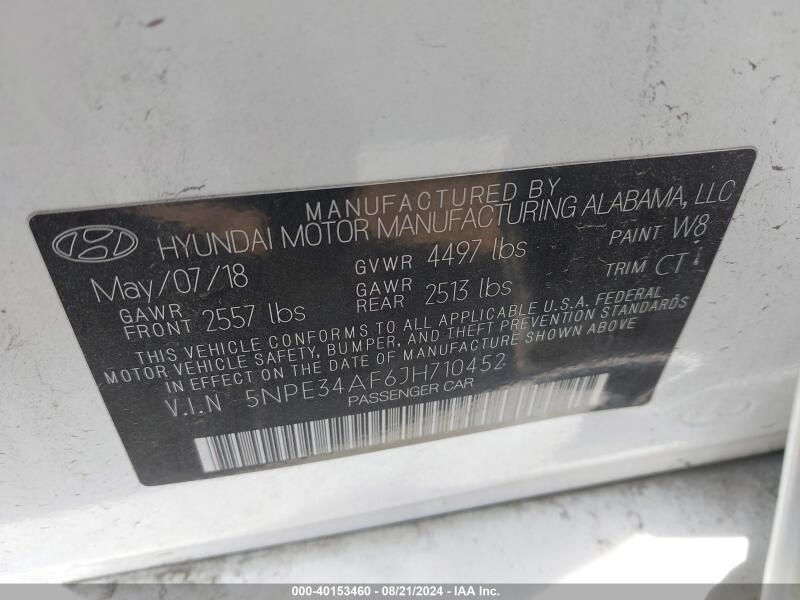 MANUFACTURED BY
HYUNDAI MOTOR MANUFACTURING ALABAMA, LLC
May/07/18 GVWR 4497 lbs PAINT W8
GAWR FRONT 2557 lbs GAWR REAR 2513 lbs TRIM CT
THIS VEHICLE CONFORMS TO ALL APPLICABLE U.S.A. FEDERAL
MOTOR VEHICLE SAFETY, BUMPER, AND THEFT PREVENTION STANDARDS
IN EFFECT ON THE DATE OF MANUFACTURE SHOWN ABOVE
V.I.N 5NPE34AF6JH710452
PASSENGER CAR
000-40153460 - 08/21/2024 - IAA Inc.